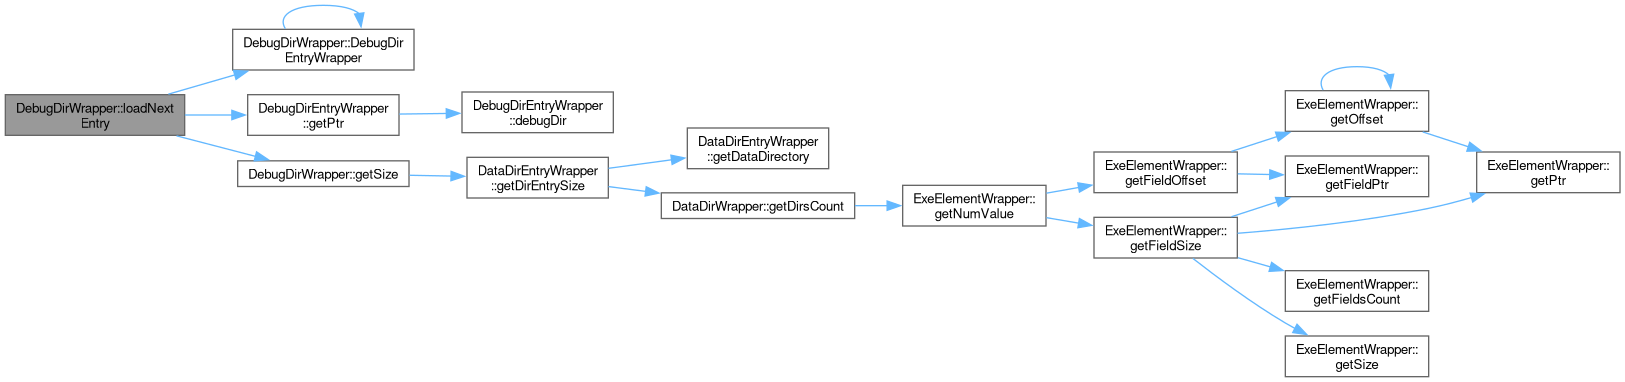 DebugDirWrapper::loadNext
Entry
DebugDirWrapper::DebugDir
EntryWrapper
DebugDirEntryWrapper
::getPtr
DebugDirWrapper::getSize
DebugDirEntryWrapper
::debugDir
DataDirEntryWrapper
::getDirEntrySize
DataDirEntryWrapper
::getDataDirectory
DataDirWrapper::getDirsCount
ExeElementWrapper::
getNumValue
ExeElementWrapper::
getFieldOffset
ExeElementWrapper::
getFieldSize
ExeElementWrapper::
getOffset
ExeElementWrapper::
getFieldPtr
ExeElementWrapper::
getFieldsCount
ExeElementWrapper::
getSize
ExeElementWrapper::
getPtr